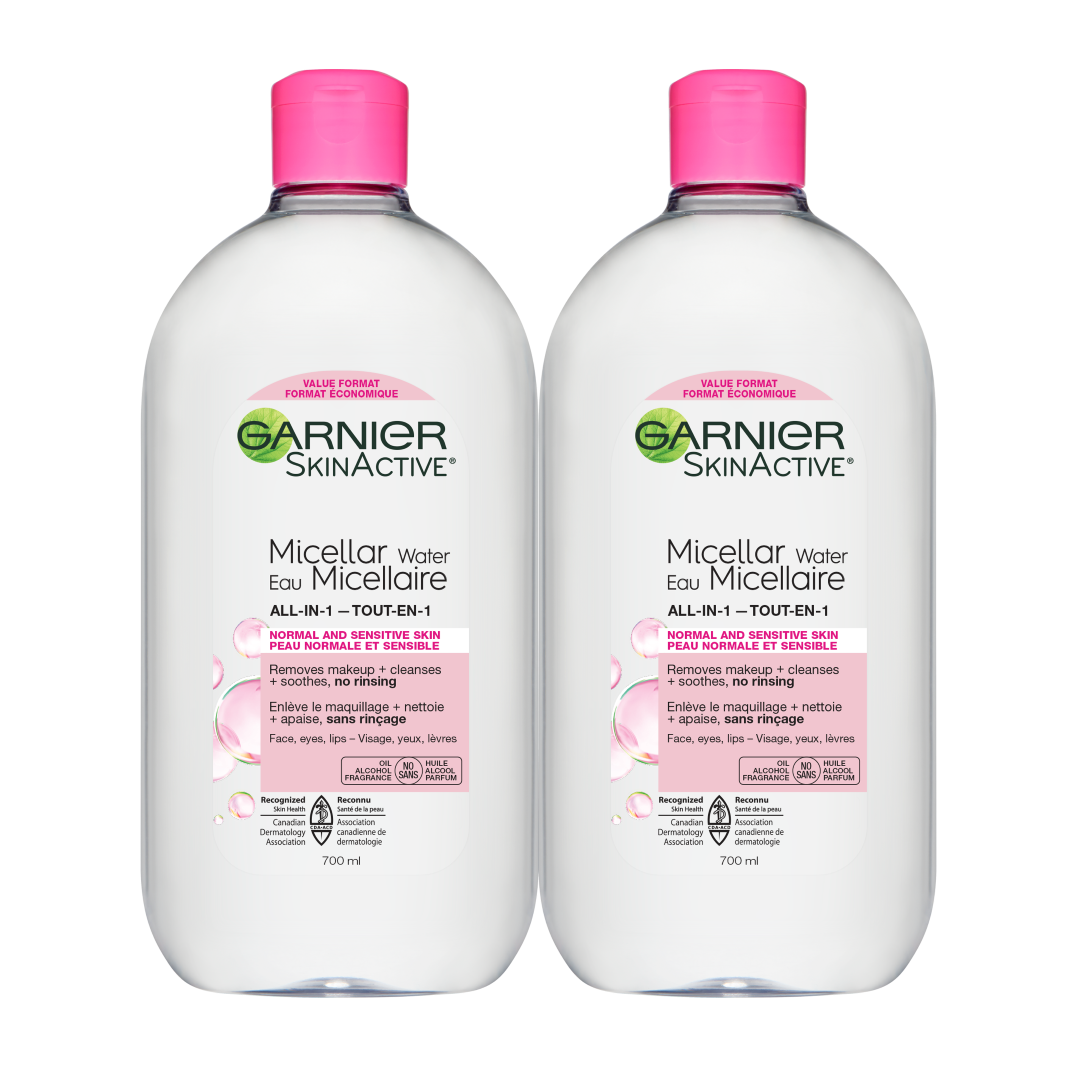 VALUE FORMAT
FORMAT ÉCONOMIQUE
GARNIER
SKINACTIVE®
Micellar Water
Eau Micellaire
ALL-IN-1 — TOUT-EN-1
NORMAL AND SENSITIVE SKIN
PEAU NORMALE ET SENSIBLE
Removes makeup + cleanses
+ soothes, no rinsing
Enlève le maquillage + nettoie
+ apaise, sans rinçage
Face, eyes, lips – Visage, yeux, lèvres
OIL
ALCOHOL
FRAGRANCE
NO
SANS
HUILE
ALCOOL
PARFUM
Recognized
Skin Health
Canadian
Dermatology
Association
CDA-ACD
Reconnu
Santé de la peau
Association
canadienne de
dermatologie
700 ml
VALUE FORMAT
FORMAT ÉCONOMIQUE
GARNIER
SKINACTIVE®
Micellar Water
Eau Micellaire
ALL-IN-1 — TOUT-EN-1
NORMAL AND SENSITIVE SKIN
PEAU NORMALE ET SENSIBLE
Removes makeup + cleanses
+ soothes, no rinsing
Enlève le maquillage + nettoie
+ apaise, sans rinçage
Face, eyes, lips – Visage, yeux, lèvres
OIL
ALCOHOL
FRAGRANCE
NO
SANS
HUILE
ALCOOL
PARFUM
Recognized
Skin Health
Canadian
Dermatology
Association
CDA-ACD
Reconnu
Santé de la peau
Association
canadienne de
dermatologie
700 ml